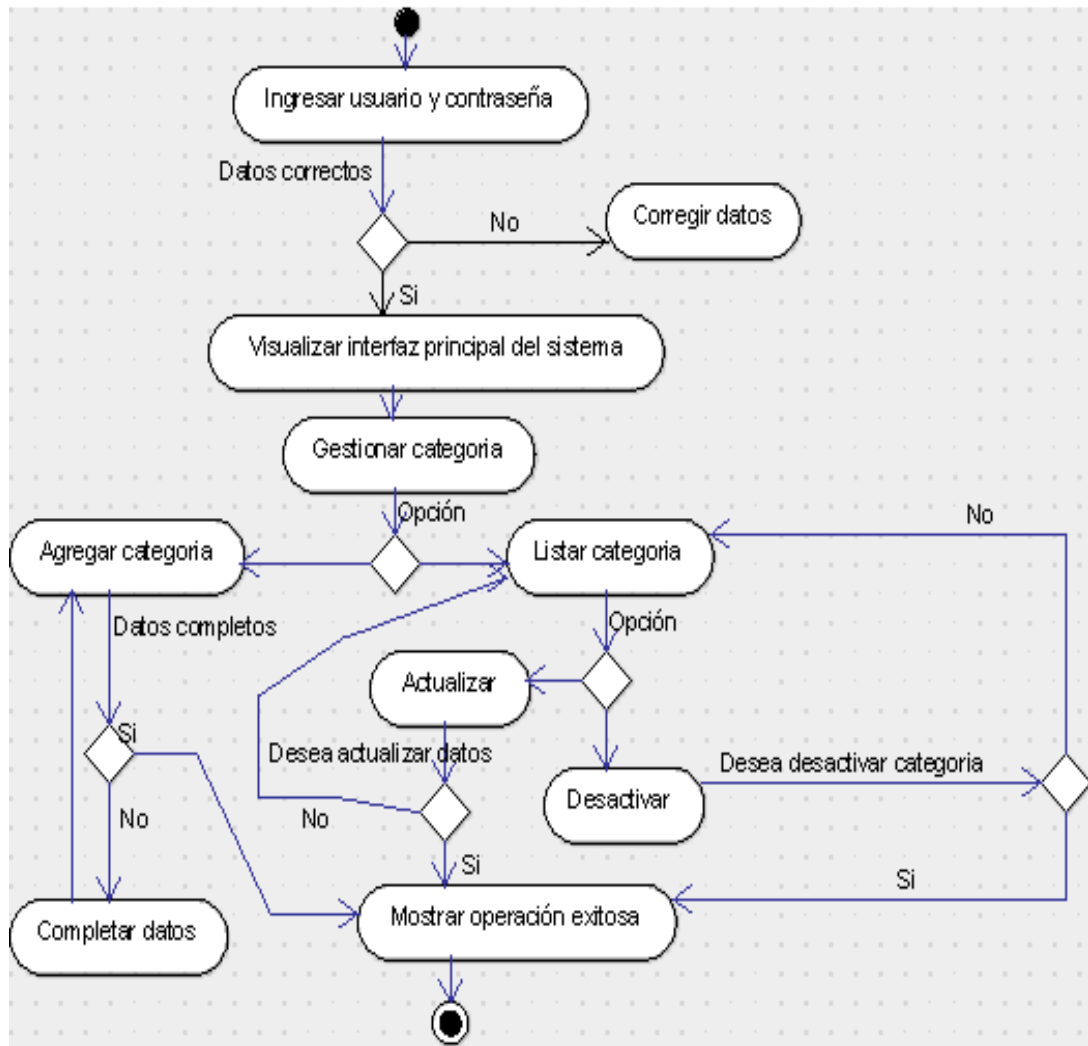 Ingresar usuario y contraseña
Datos correctos
No
Corregir datos
Si
Visualizar interfaz principal del sistema
Gestionar categoria
Opción
Agregar categoria
Listar categoria
No
Datos completos
Opción
Actualizar
Si
Desea actualizar datos
Desea desactivar categoria
Desactivar
No
No
Si
Si
Completar datos
Mostrar operación exitosa